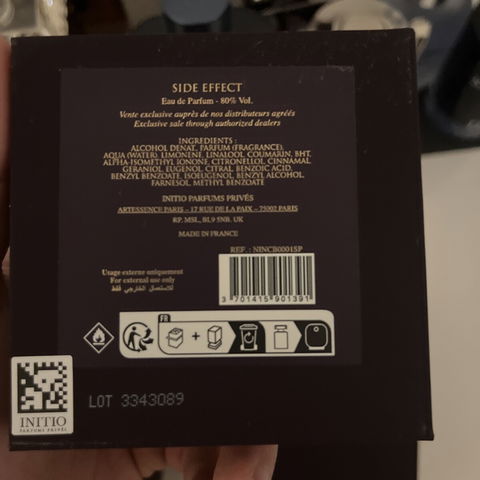 SIDE EFFECT
Eau de Parfum - 80% Vol.
Vente exclusive auprès de nos distributeurs agréés
Exclusive sale through authorized dealers
INGREDIENTS :
ALCOHOL DENAT, PARFUM (FRAGRANCE),
AQUA (WATER), LIMONENE, LINALOOL, COUMARIN, BHT,
ALPHA-ISOMETHYL IONONE, CITRONELLOL, CINNAMAL,
GERANIOL, EUGENOL, CITRAL, BENZOIC ACID,
BENZYL BENZOATE, ISOEUGENOL, BENZYL ALCOHOL,
FARNESOL, METHYL BENZOATE
INITIO PARFUMS PRIVÉS
ARTESSENCE PARIS – 17 RUE DE LA PAIX – 75002 PARIS
RP, MSL, BL9 5NB. UK
MADE IN FRANCE
REF. : NINCB0001SP
Usage externe uniquement
For external use only
للاستعمال الخارجي فقط
3 701415 901391
FR
INITIO
PARFUMS PRIVÉS
LOT 3343089